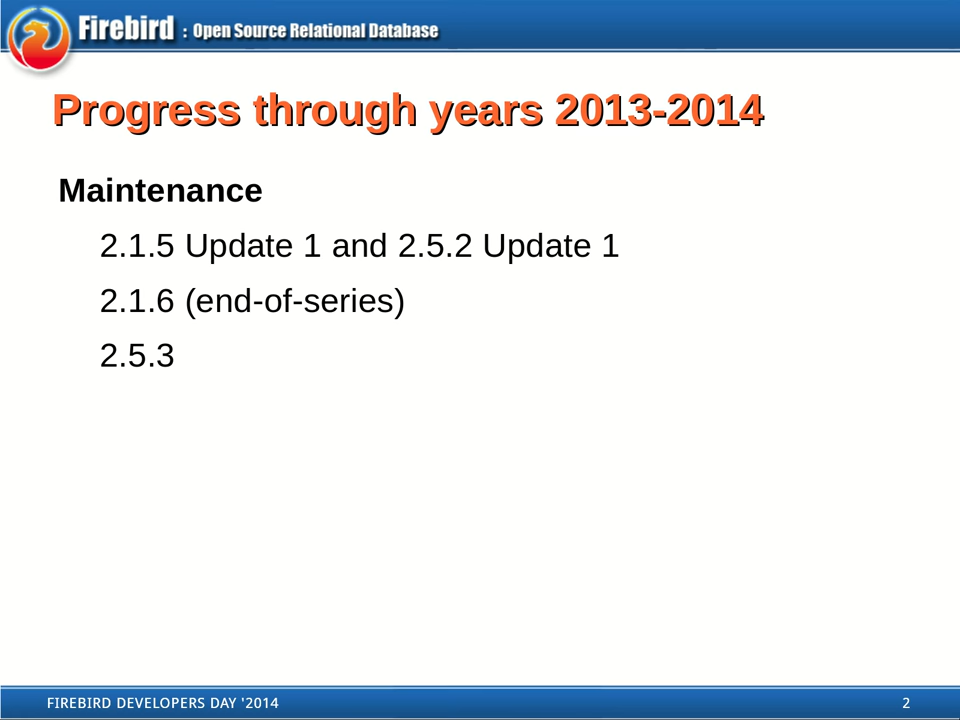 Firebird : Open Source Relational Database
Progress through years 2013-2014
Maintenance
2.1.5 Update 1 and 2.5.2 Update 1
2.1.6 (end-of-series)
2.5.3
FIREBIRD DEVELOPERS DAY '2014 2